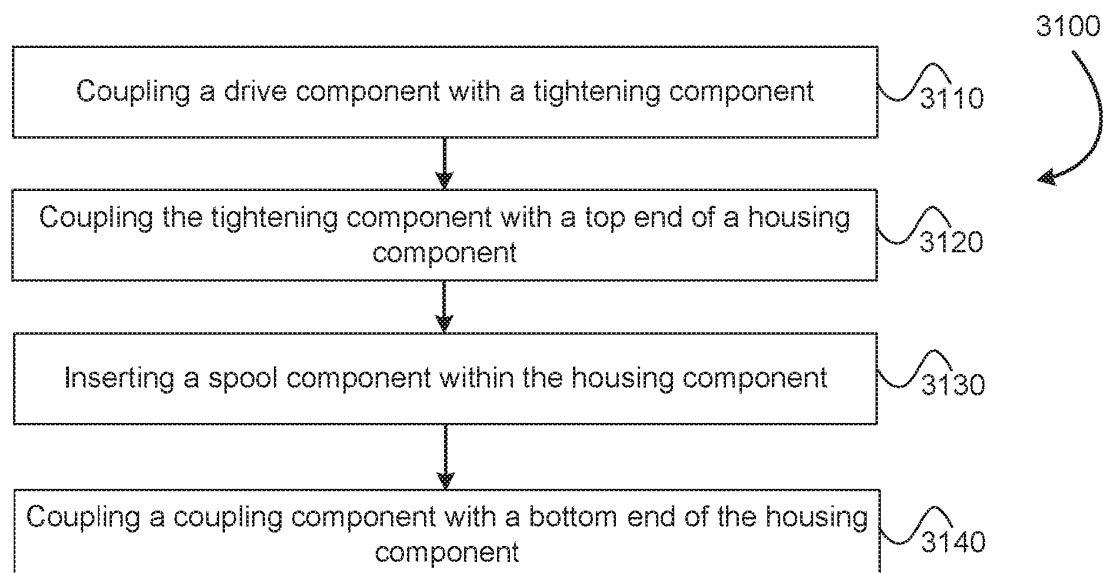 3100
Coupling a drive component with a tightening component
3110
Coupling the tightening component with a top end of a housing
component
3120
Inserting a spool component within the housing component
3130
Coupling a coupling component with a bottom end of the housing
component
3140